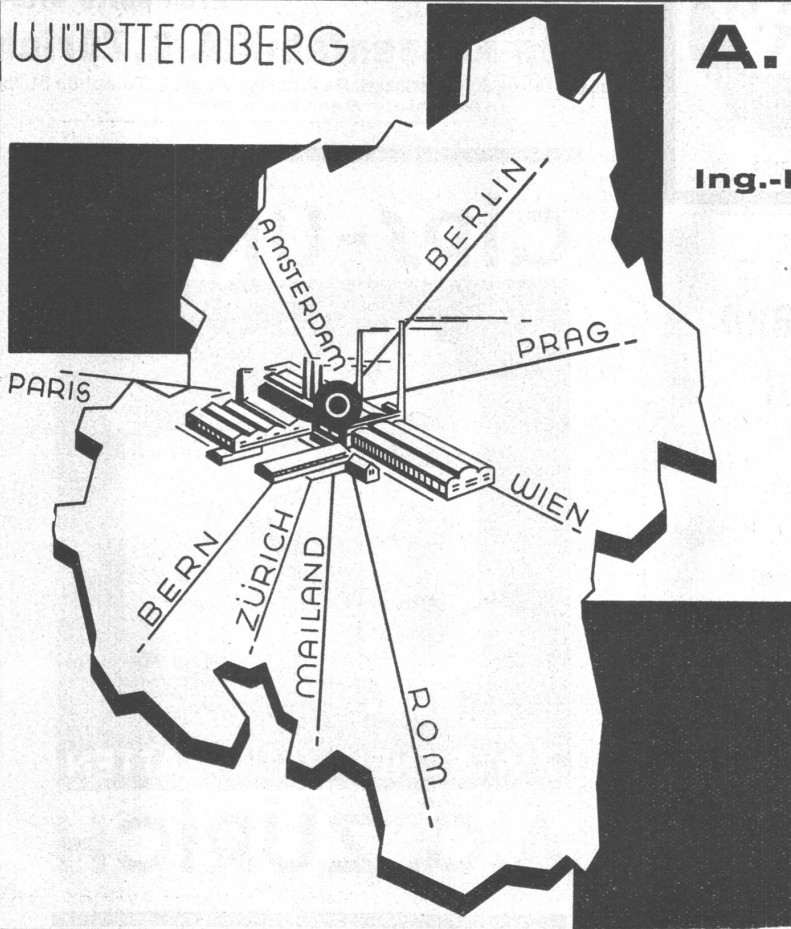 WÜRTTEMBERG
A.
Ing.-
AMSTERDAM
BERLIN
PRAG
PARIS
WIEN
BERN
ZÜRICH
MAILAND
ROM